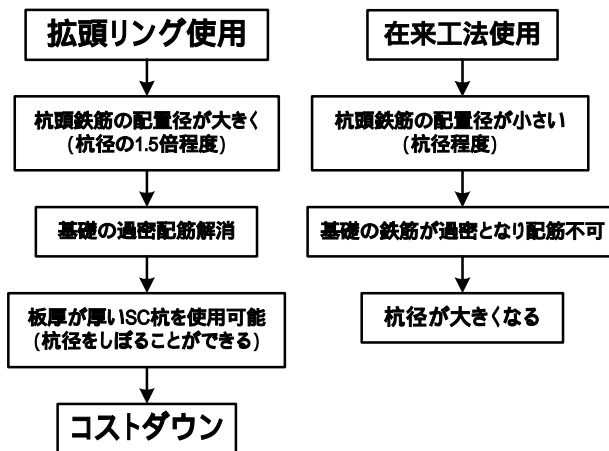 拡頭リング使用
杭頭鉄筋の配置径が大きく
(杭径の1.5倍程度)
基礎の過密配筋解消
板厚が厚いSC杭を使用可能
(杭径をしぼることができる)
コストダウン
在来工法使用
杭頭鉄筋の配置径が小さい
(杭径程度)
基礎の鉄筋が過密となり配筋不可
杭径が大きくなる